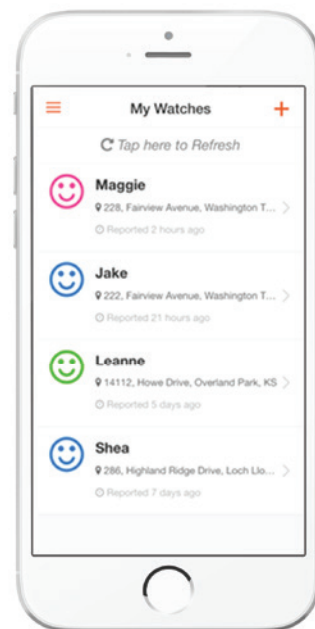 My Watches
Tap here to Refresh
Maggie
228, Fairview Avenue, Washington T...
Reported 2 hours ago
Jake
222, Fairview Avenue, Washington T...
Reported 21 hours ago
Leanne
14112, Howe Drive, Overland Park, KS
Reported 5 days ago
Shea
286, Highland Ridge Drive, Loch Llo...
Reported 7 days ago